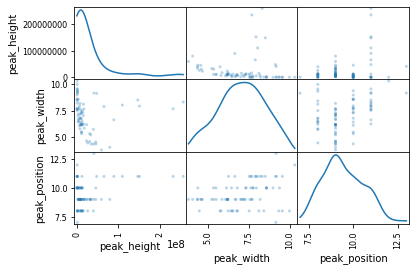 200000000
100000000
0
peak_height
10.0
7.5
5.0
peak_width
12.5
10.0
7.5
peak_position
0 1 2
1e8
peak_height
5.0 7.5 10.0
peak_width
7.5 10.0 12.5
peak_position